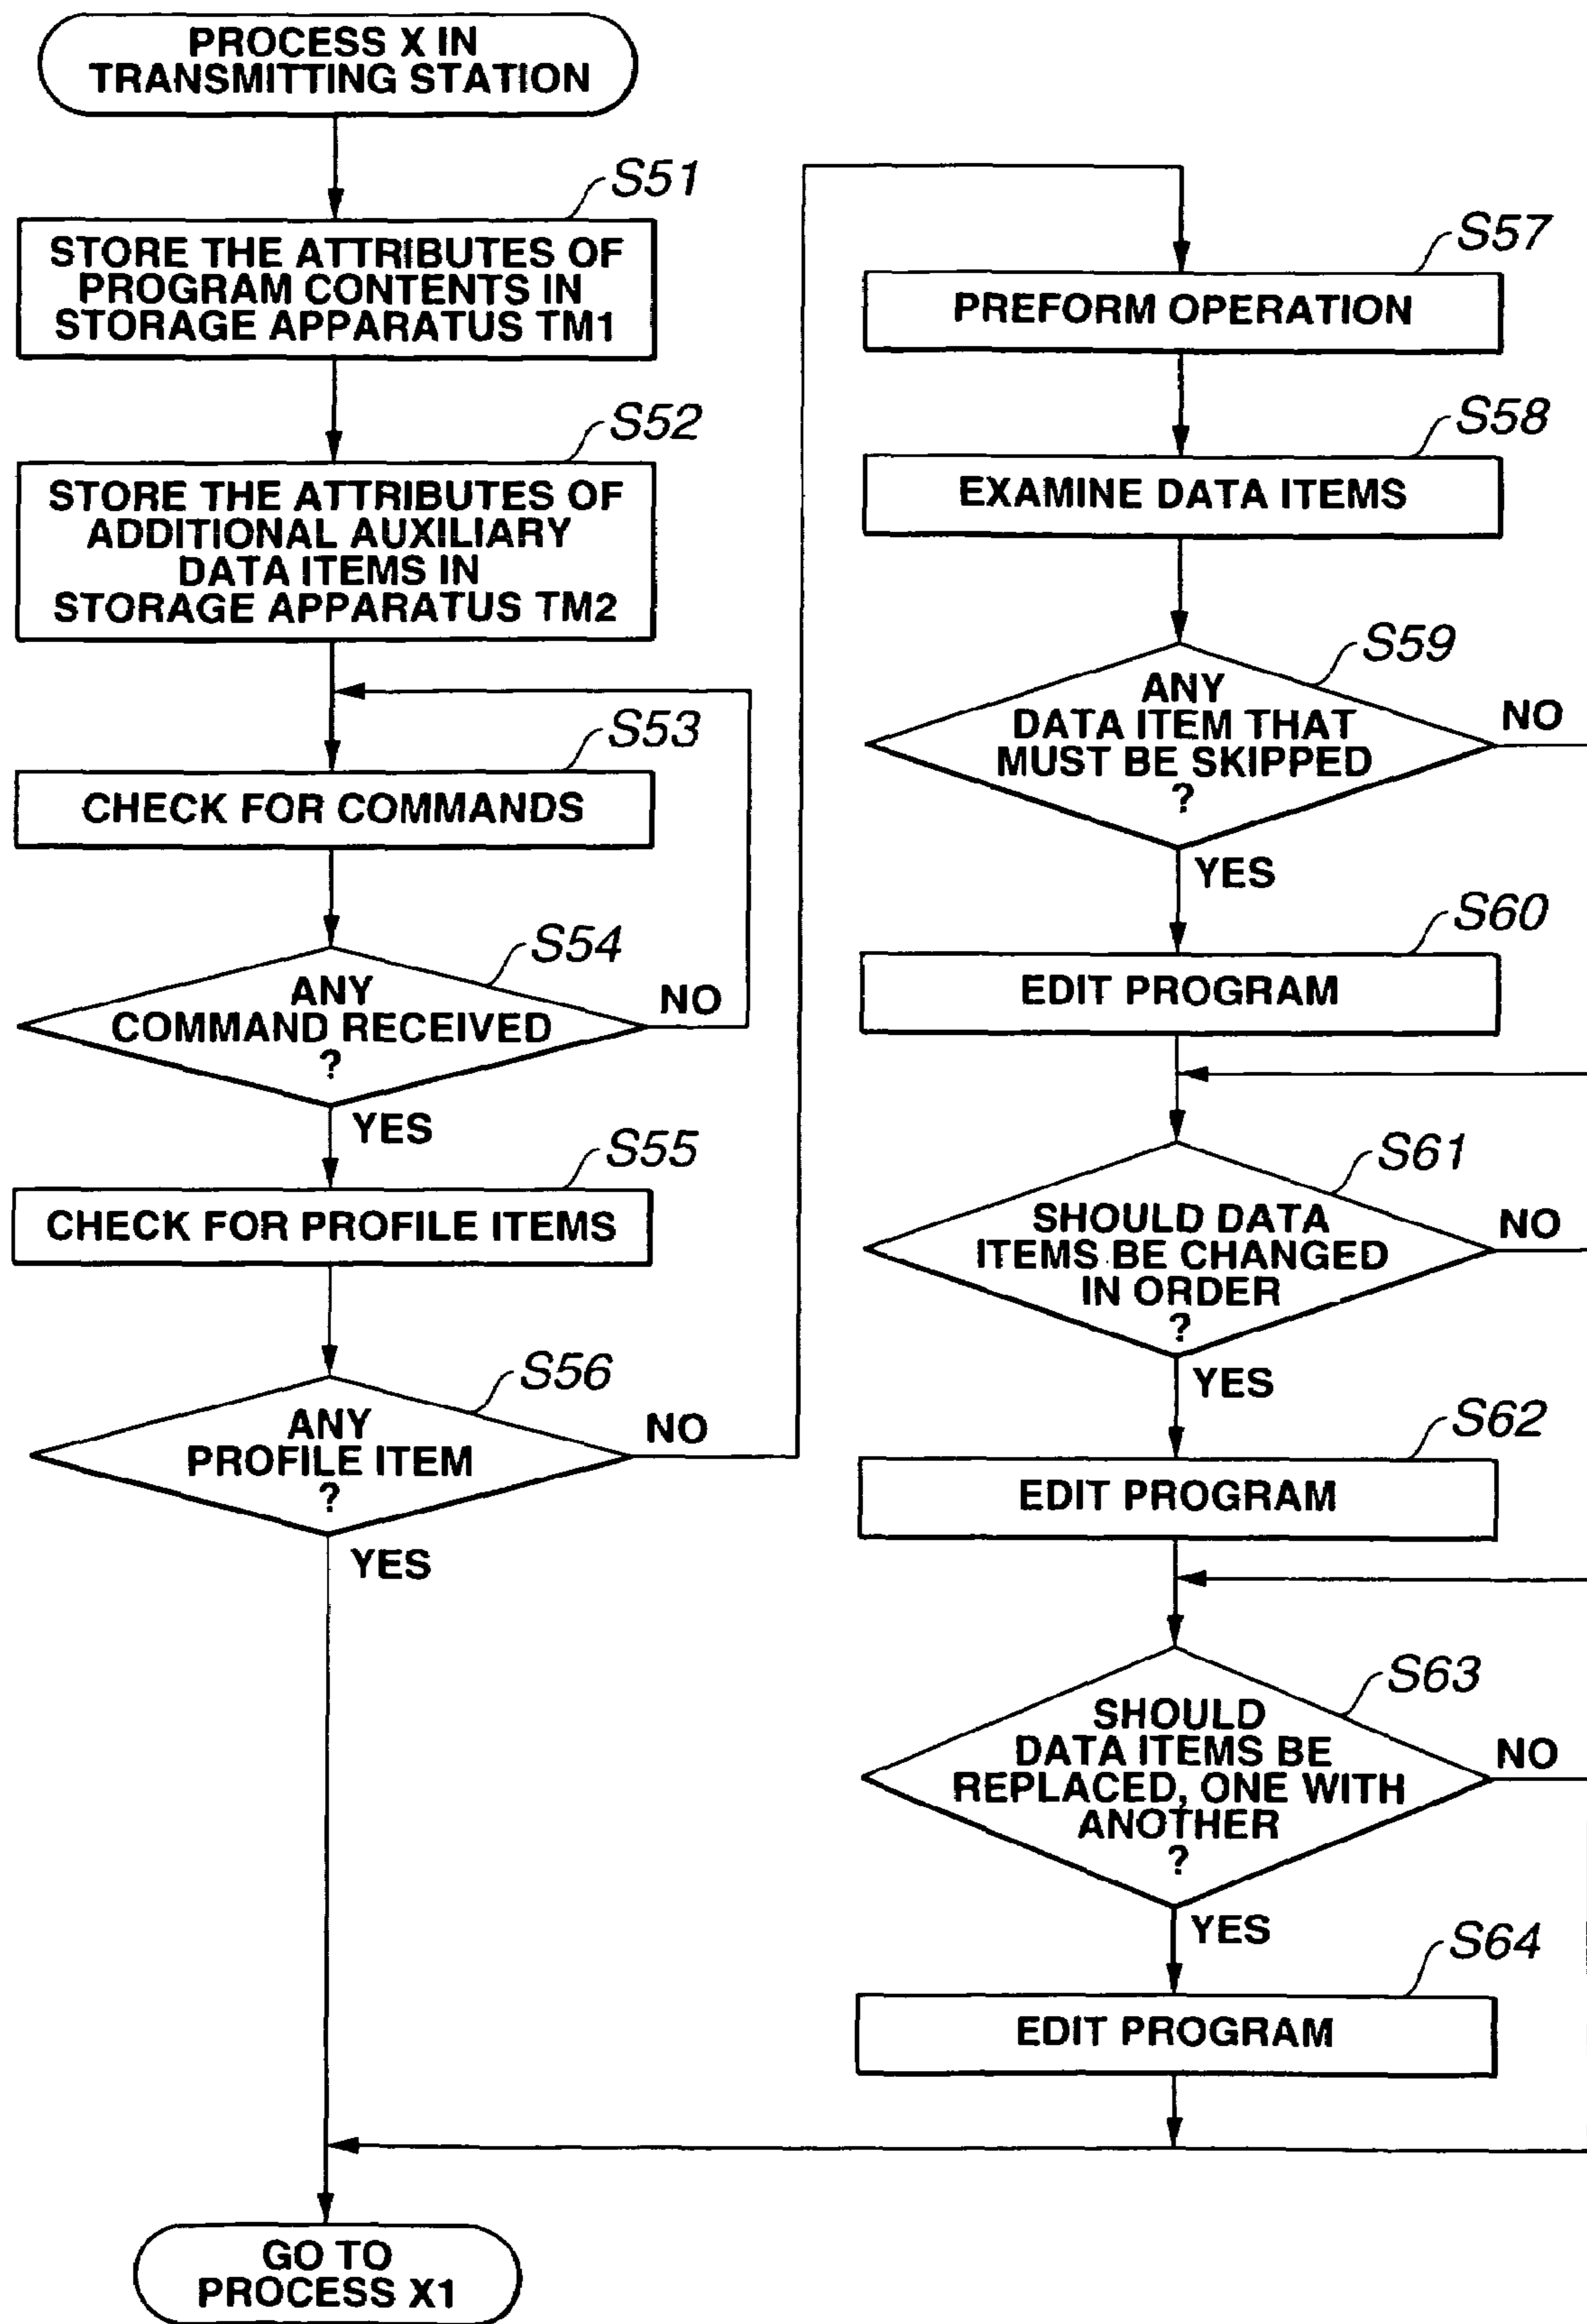 PROCESS X IN
TRANSMITTING STATION
S51
STORE THE ATTRIBUTES OF
PROGRAM CONTENTS IN
STORAGE APPARATUS TM1
S52
STORE THE ATTRIBUTES OF
ADDITIONAL AUXILIARY
DATA ITEMS IN
STORAGE APPARATUS TM2
S53
CHECK FOR COMMANDS
S54
ANY
COMMAND RECEIVED
?
NO
YES
S55
CHECK FOR PROFILE ITEMS
S56
ANY
PROFILE ITEM
?
NO
YES
GO TO
PROCESS X1
S57
PREFORM OPERATION
S58
EXAMINE DATA ITEMS
S59
ANY
DATA ITEM THAT
MUST BE SKIPPED
?
NO
YES
S60
EDIT PROGRAM
S61
SHOULD DATA
ITEMS BE CHANGED
IN ORDER
?
NO
YES
S62
EDIT PROGRAM
S63
SHOULD
DATA ITEMS BE
REPLACED, ONE WITH
ANOTHER
?
NO
YES
S64
EDIT PROGRAM